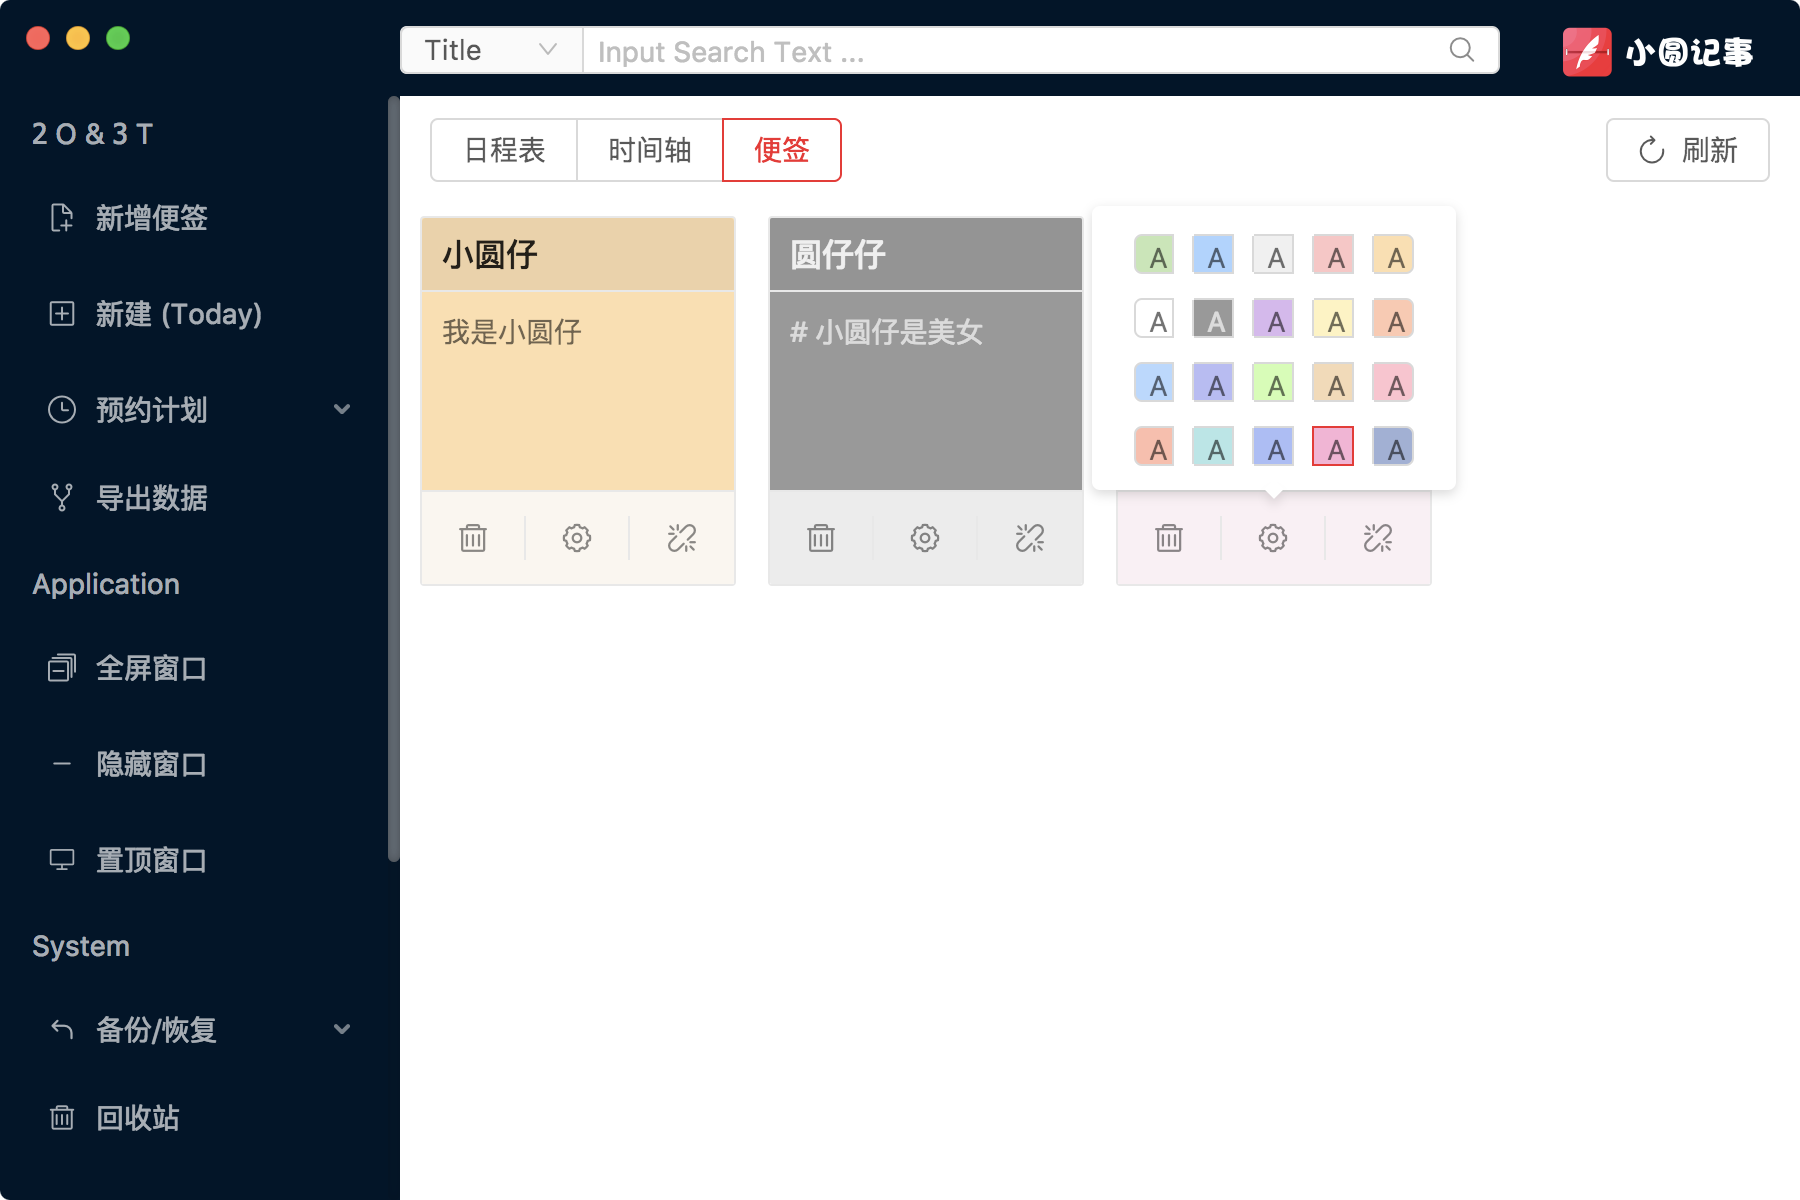 Title
Input Search Text ...
小圆记事
2 O & 3 T
新增便签
新建 (Today)
预约计划
导出数据
Application
全屏窗口
隐藏窗口
置顶窗口
System
备份/恢复
回收站
日程表 时间轴 便签
刷新
小圆仔
我是小圆仔
圆仔仔
# 小圆仔是美女
A A A A A
A A A A A
A A A A A
A A A A A